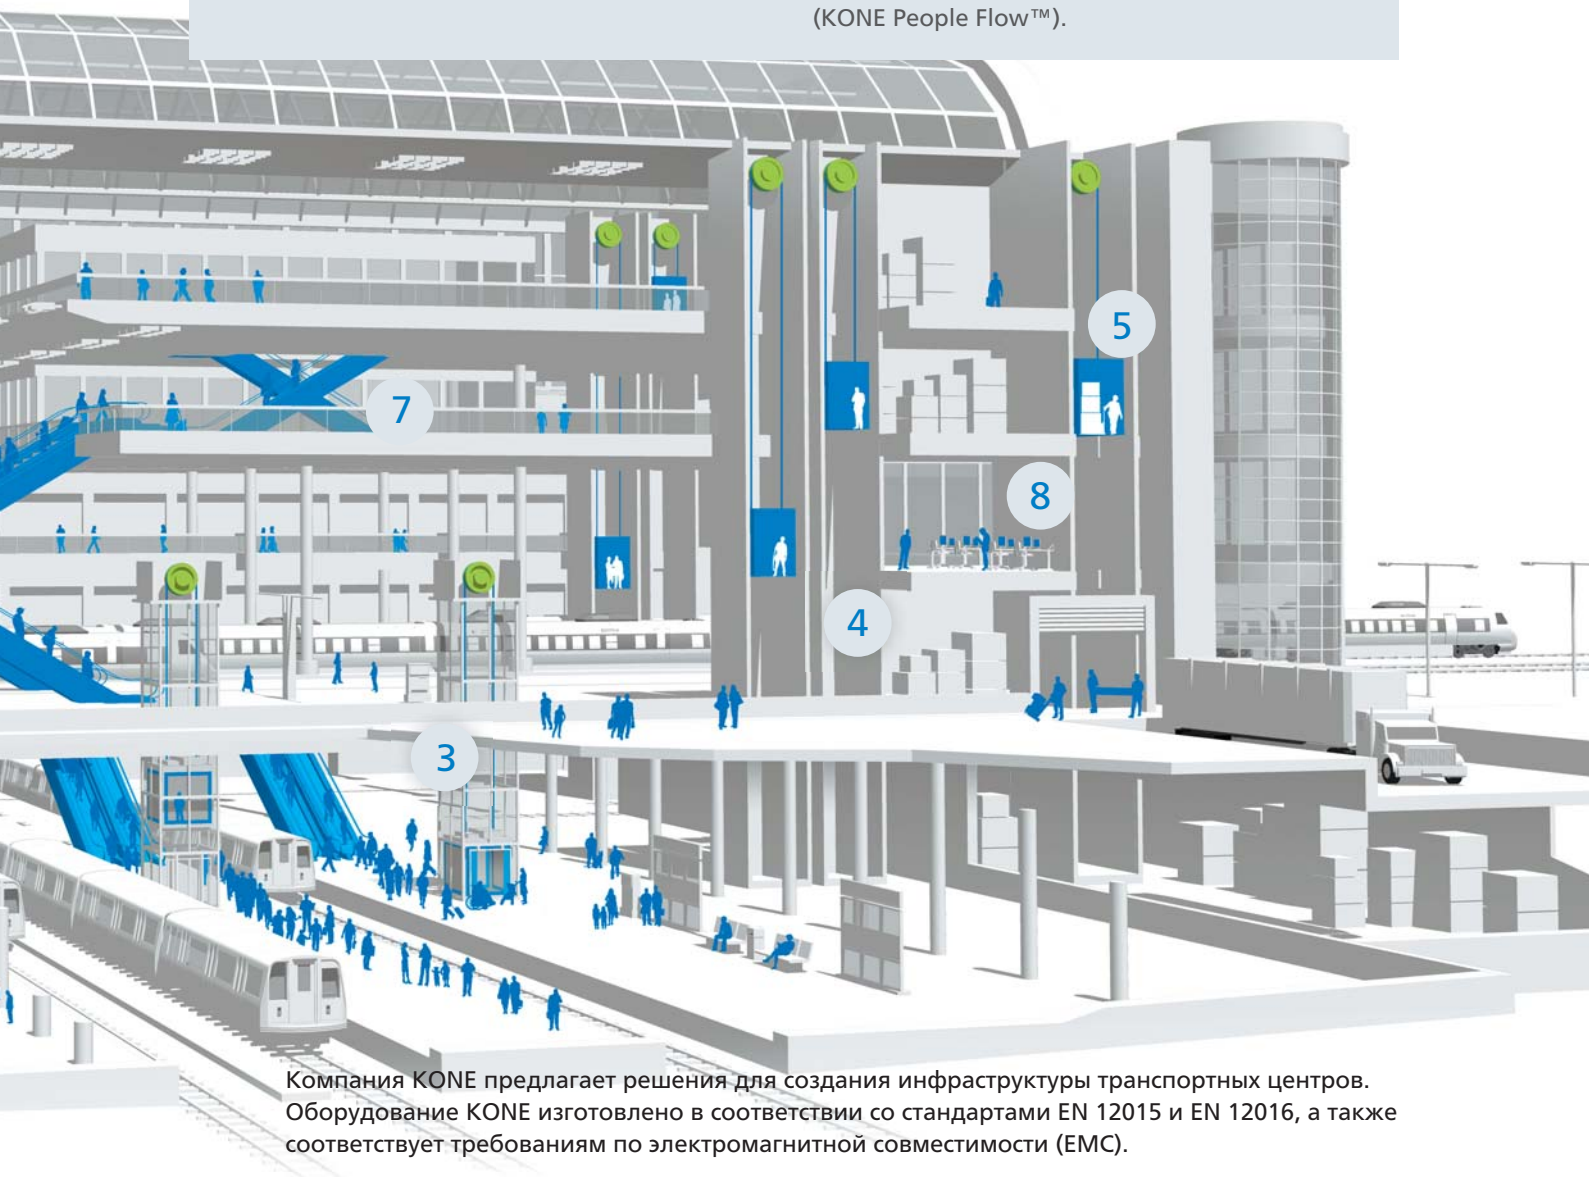 (KONE People Flow™).
5
7
8
4
3
Компания KONE предлагает решения для создания инфраструктуры транспортных центров.
Оборудование KONE изготовлено в соответствии со стандартами EN 12015 и EN 12016, а также
соответствует требованиям по электромагнитной совместимости (EMC).